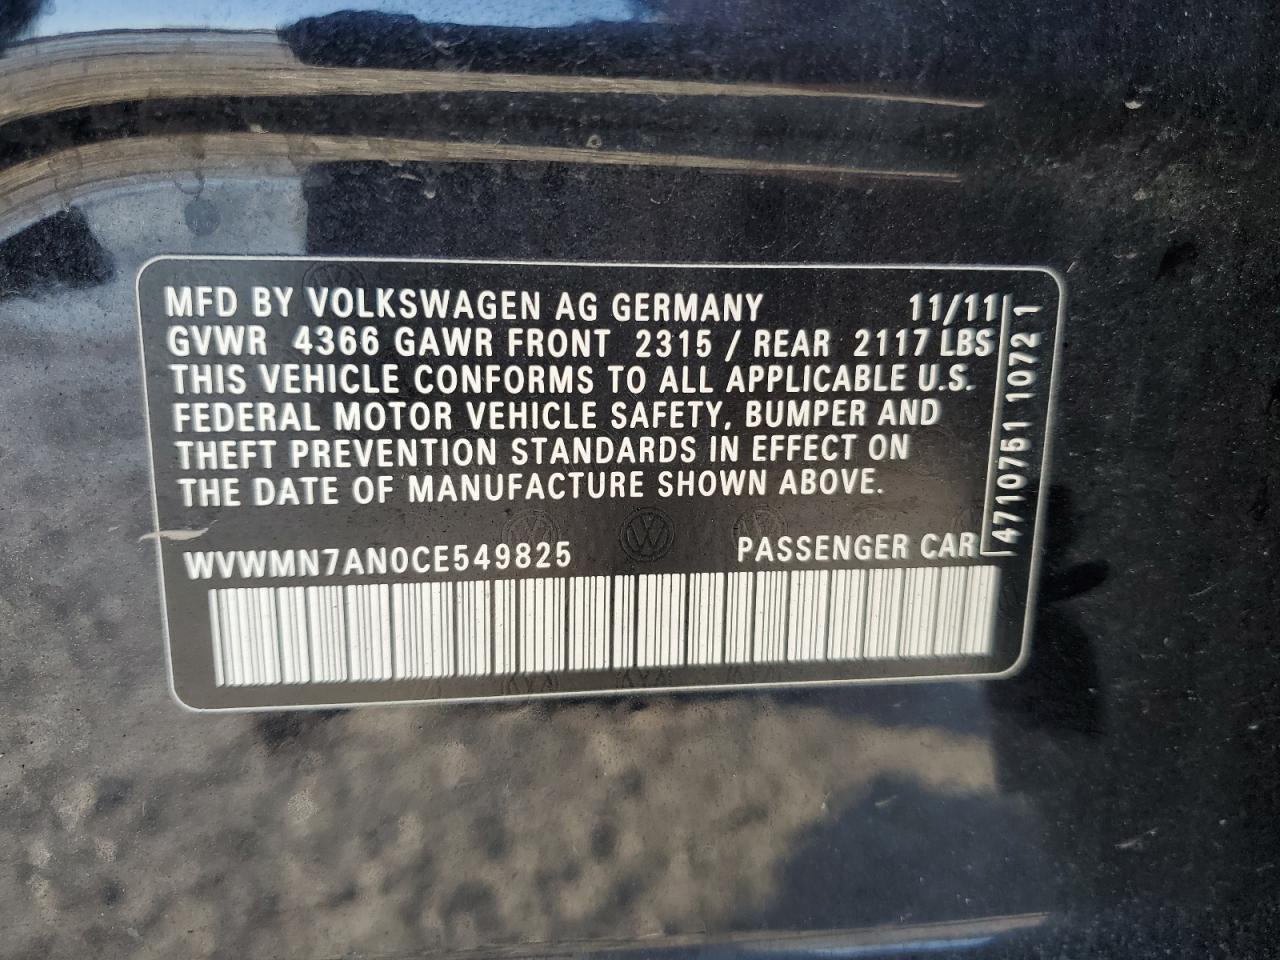 MFD BY VOLKSWAGEN AG GERMANY 11/11
GVWR 4366 GAWR FRONT 2315 / REAR 2117 LBS
THIS VEHICLE CONFORMS TO ALL APPLICABLE U.S.
FEDERAL MOTOR VEHICLE SAFETY, BUMPER AND
THEFT PREVENTION STANDARDS IN EFFECT ON
THE DATE OF MANUFACTURE SHOWN ABOVE.
WVWMN7AN0CE549825 PASSENGER CAR
4710751 1072 1